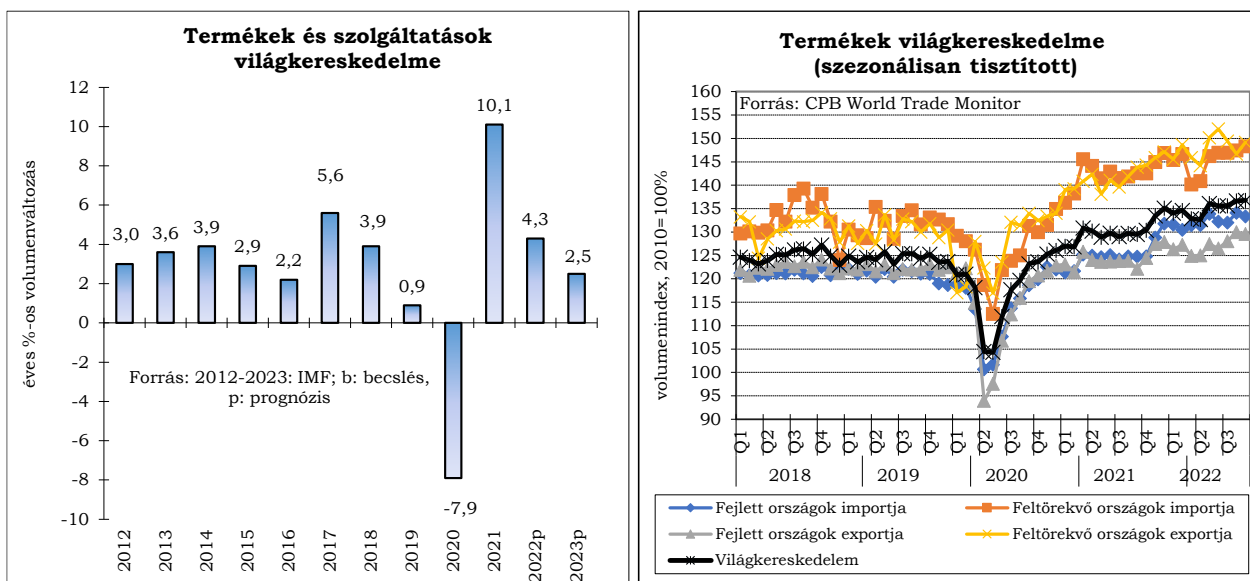 Termékek és szolgáltatások
világkereskedelme
éves %-os volumenváltozás
12
10
8
6
4
2
0
-2
-4
-6
-8
-10
3,0
3,6
3,9
2,9
2,2
5,6
3,9
0,9
-7,9
10,1
4,3
2,5
Forrás: 2012-2023: IMF; b: becslés,
p: prognózis
2012
2013
2014
2015
2016
2017
2018
2019
2020
2021
2022p
2023p
Termékek világkereskedelme
(szezonálisan tisztított)
Forrás: CPB World Trade Monitor
volumenindex, 2010=100%
160
155
150
145
140
135
130
125
120
115
110
105
100
95
90
Q1
Q2
Q3
Q4
Q1
Q2
Q3
Q4
Q1
Q2
Q3
Q4
Q1
Q2
Q3
Q4
Q1
Q2
Q3
2018
2019
2020
2021
2022
Fejlett országok importja
Feltörekvő országok importja
Fejlett országok exportja
Feltörekvő országok exportja
Világkereskedelem